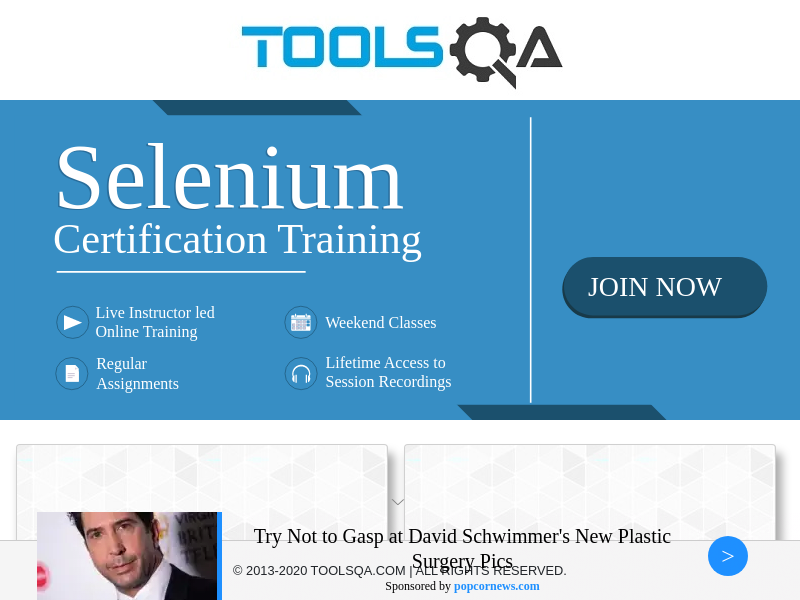 TOOLSQA
Selenium
Certification Training
JOIN NOW
Live Instructor led
Online Training
Weekend Classes
Regular
Assignments
Lifetime Access to
Session Recordings
Try Not to Gasp at David Schwimmer's New Plastic
Surgery Pics
© 2013-2020 TOOLSQA.COM | ALL RIGHTS RESERVED.
Sponsored by popcornews.com
>